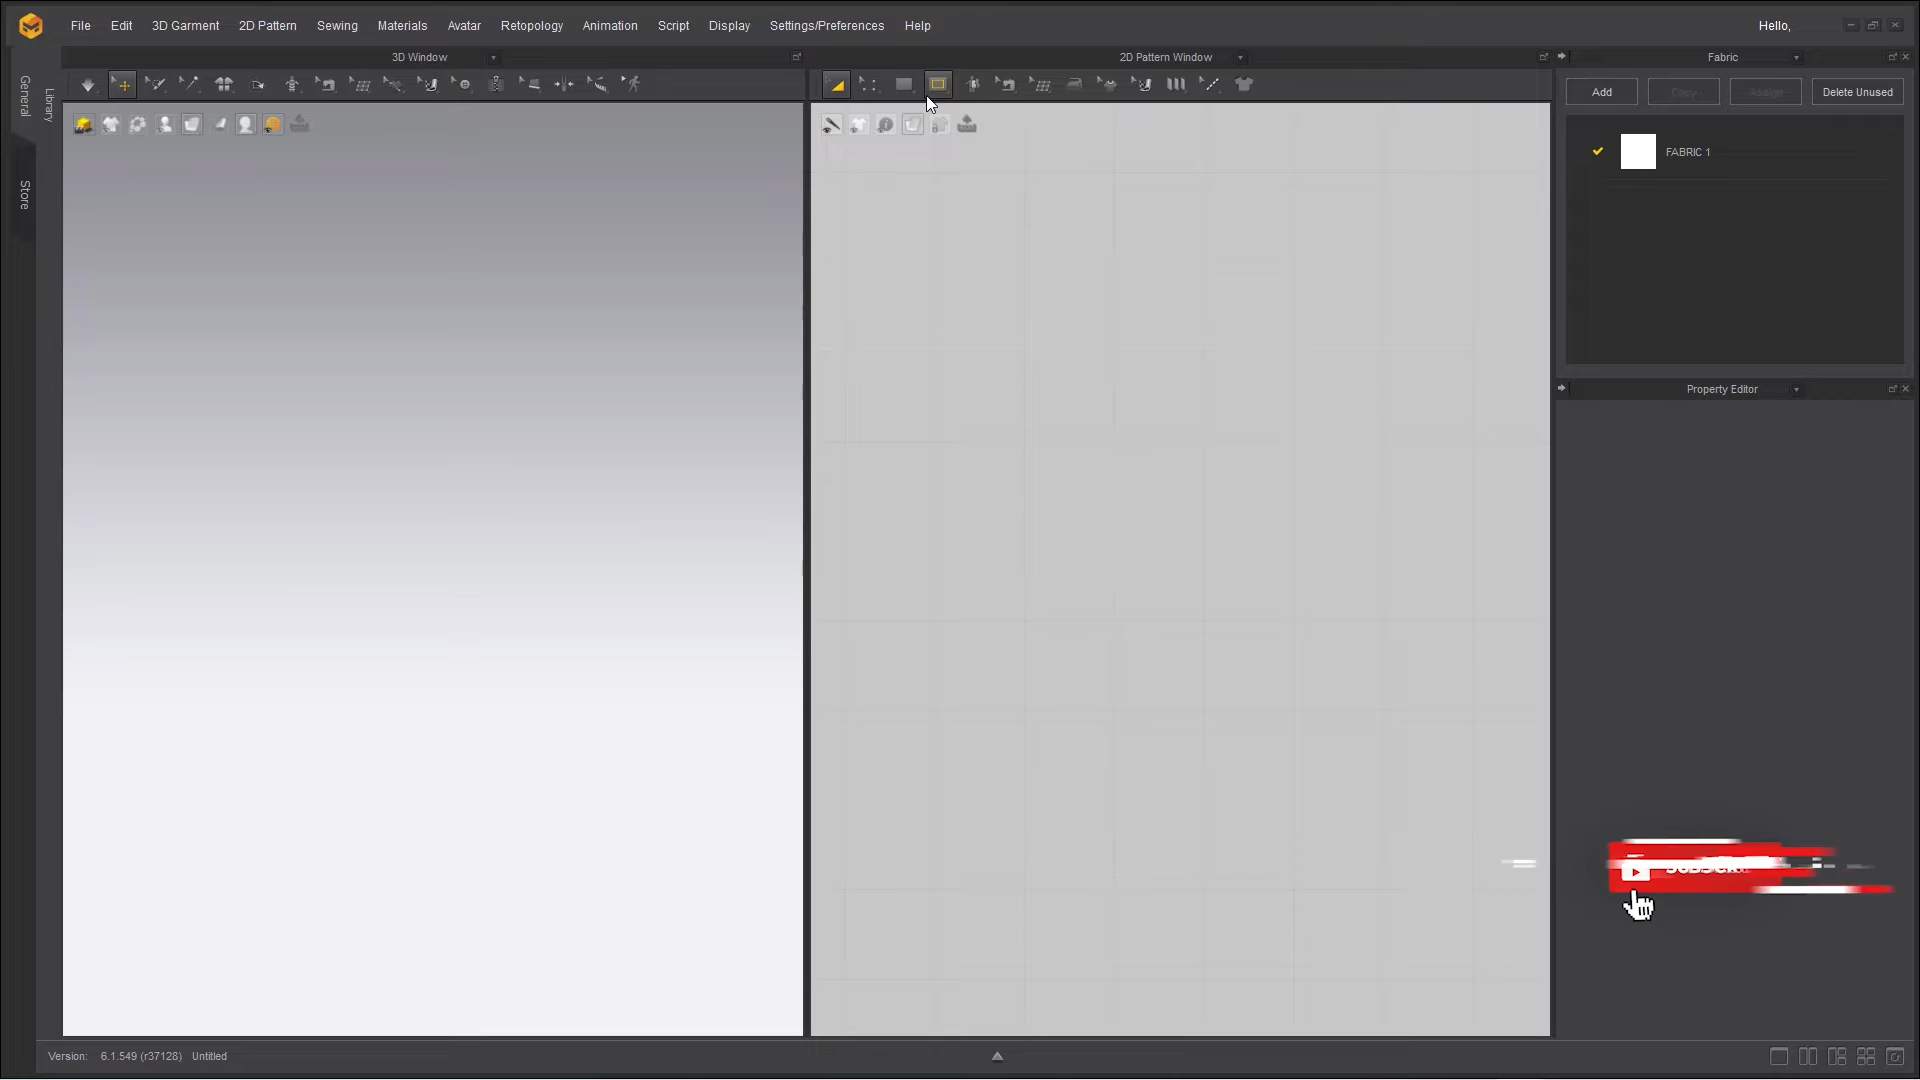 File Edit 3D Garment 2D Pattern Sewing Materials Avatar Retopology Animation Script Display Settings/Preferences Help Hello,
3D Window 2D Pattern Window Fabric
General
Library
Store
Add Copy Assign Delete Unused
FABRIC 1
Property Editor
Version: 6.1.549 (r37128) Untitled